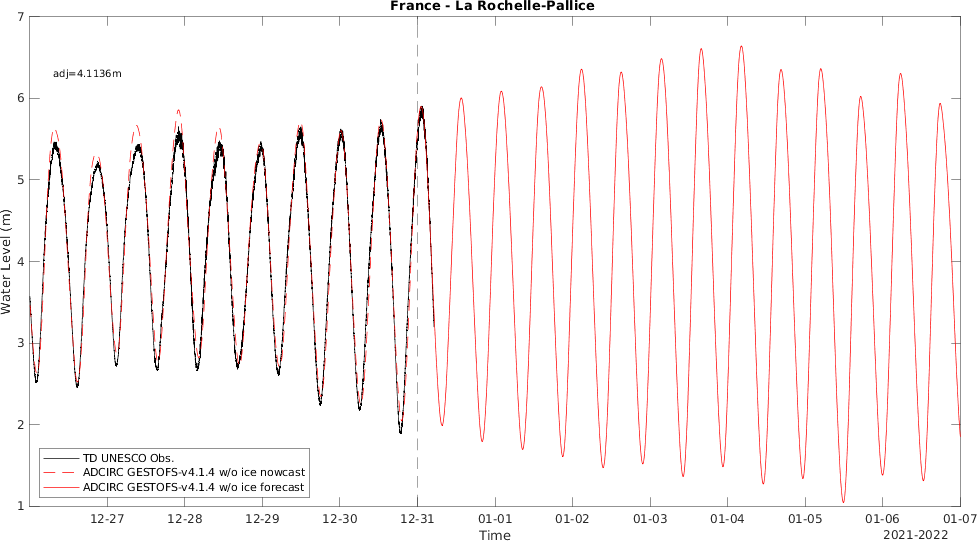 France - La Rochelle-Pallice
7
6
5
4
3
2
1
Water Level (m)
adj=4.1136m
TD UNESCO Obs.
ADCIRC GESTOFS-v4.1.4 w/o ice nowcast
ADCIRC GESTOFS-v4.1.4 w/o ice forecast
12-27 12-28 12-29 12-30 12-31 01-01 01-02 01-03 01-04 01-05 01-06 01-07
Time
2021-2022